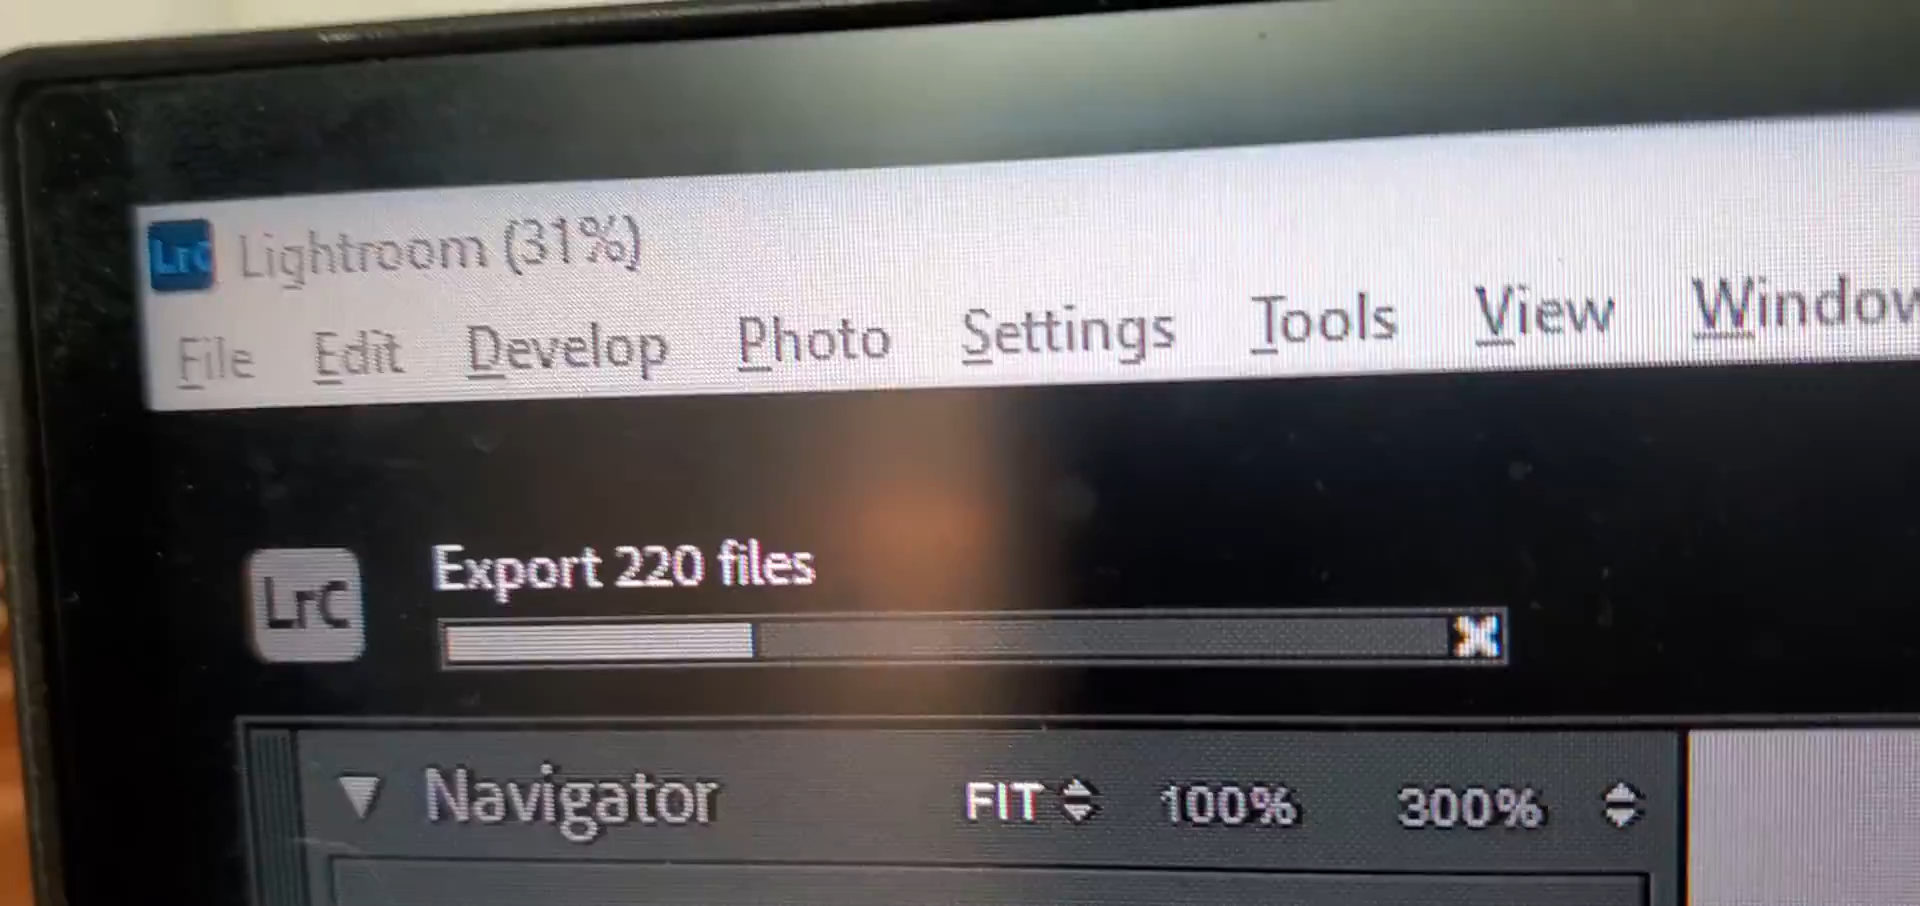 Lrc Lightroom (31%)
File Edit Develop Photo Settings Tools View Window
LrC
Export 220 files
Navigator FIT 100% 300%